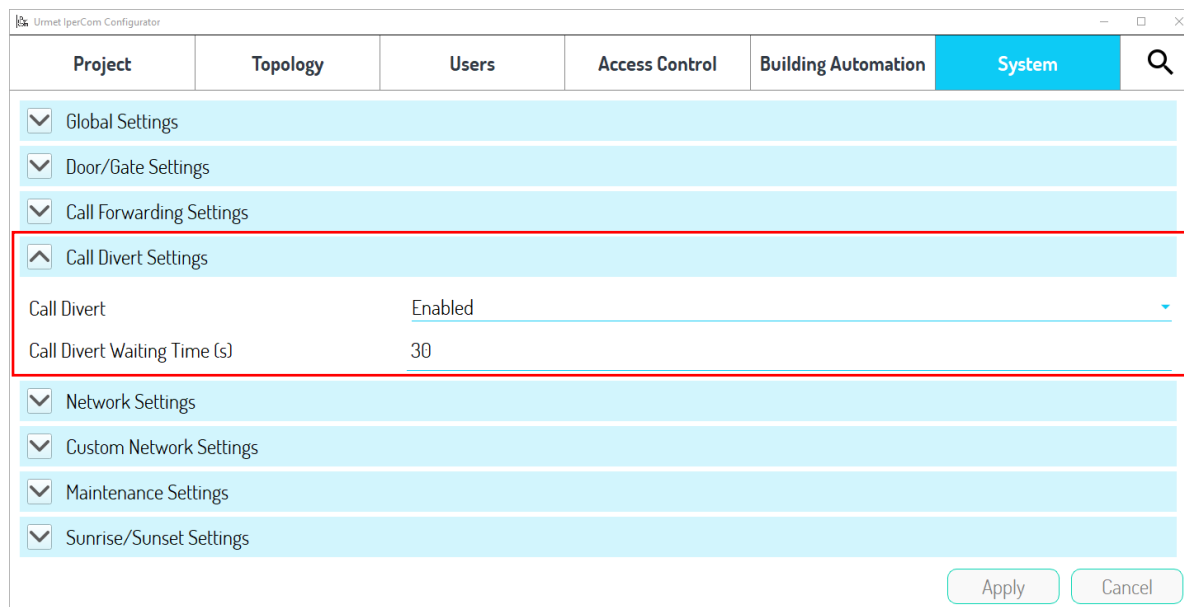 Urmet IperCom Configurator
Project Topology Users Access Control Building Automation System
Global Settings
Door/Gate Settings
Call Forwarding Settings
Call Divert Settings
Call Divert Enabled
Call Divert Waiting Time (s) 30
Network Settings
Custom Network Settings
Maintenance Settings
Sunrise/Sunset Settings
Apply Cancel